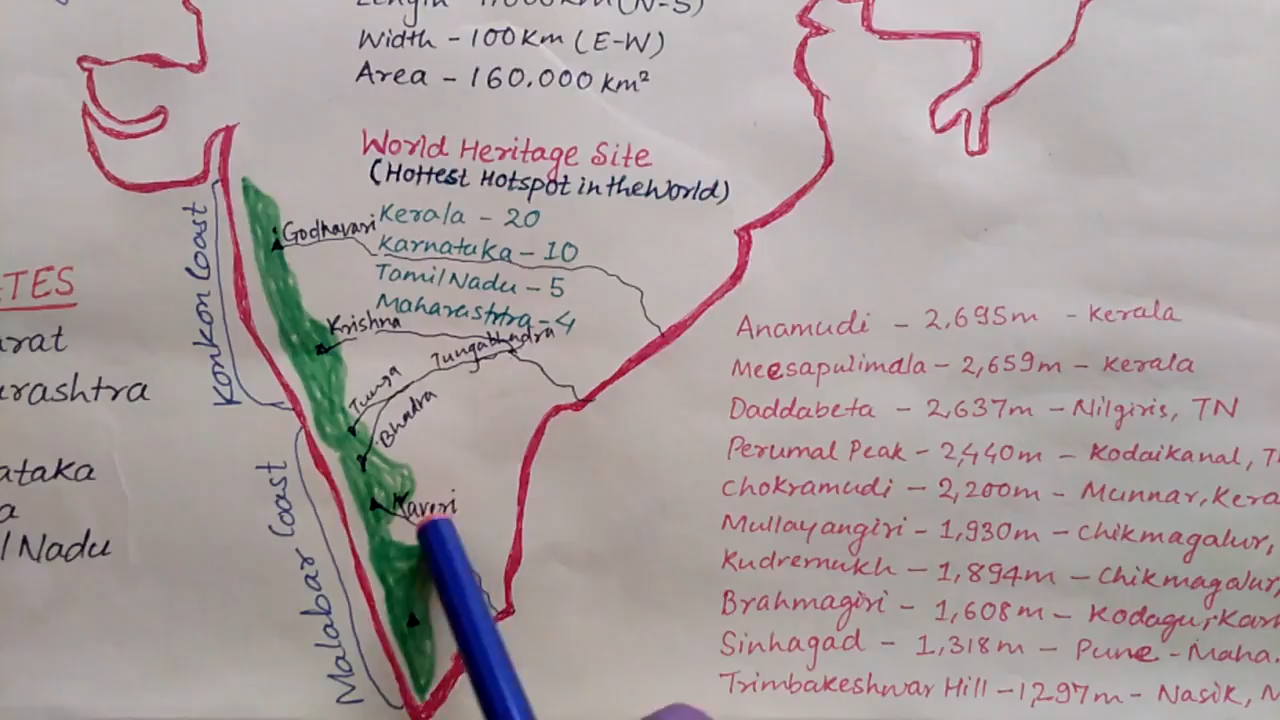 Width - 100Km (E-W)
Area - 160.000 Km²
World Heritage Site
(Hottest Hotspot in the World)
Kerala - 20
Karnataka - 10
Tamil Nadu - 5
Maharashtra - 4
Godhavari
Krishna
Tungabhadra
Tunga
Bhadra
Kaveri
Konkon Coast
Malabar Coast
TES
arat
arashtra
ataka
a
l Nadu
Anamudi - 2,695m - Kerala
Meesapulimala - 2,659m - Kerala
Daddabeta - 2,637m - Nilgiris, TN
Perumal Peak - 2,440m - Kodaikanal, T
Chokramudi - 2,200m - Munnar, Kera
Mullayangiri - 1,930m - Chikmagalur,
Kudremukh - 1,894m - Chikmagalur,
Brahmagiri - 1,608m - Kodagu, Karn
Sinhagad - 1,318m - Pune - Maha.
Trimbakeshwar Hill - 1,297m - Nasik, M